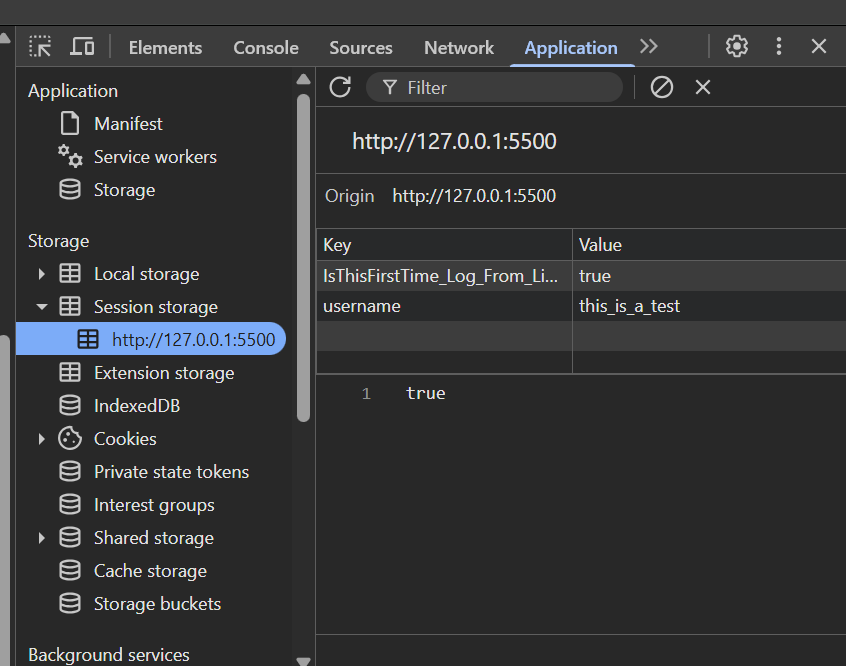 Elements Console Sources Network Application
Application
Manifest
Service workers
Storage
Storage
Local storage
Session storage
http://127.0.0.1:5500
Extension storage
IndexedDB
Cookies
Private state tokens
Interest groups
Shared storage
Cache storage
Storage buckets
Background services
Filter
http://127.0.0.1:5500
Origin http://127.0.0.1:5500
Key Value
IsThisFirstTime_Log_From_Li... true
username this_is_a_test
1 true